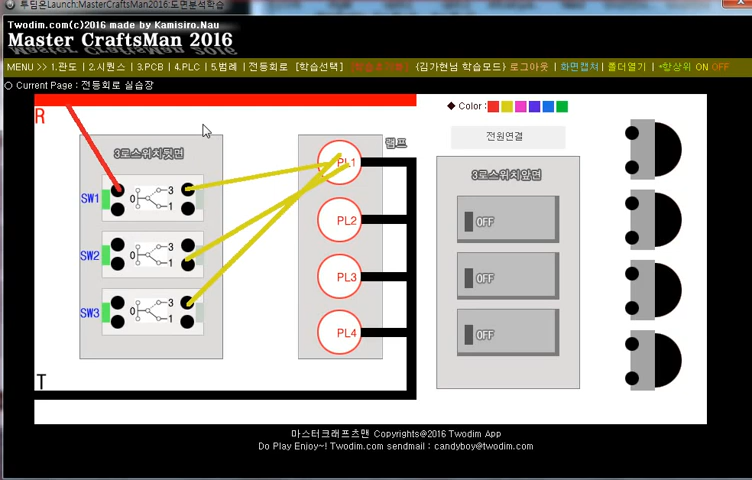 투딤온Launch:MasterCraftsMan2016:도면분석학습
Twodim.com(c)2016 made by Kamisiro.Nau
Master CraftsMan 2016
MENU >> 1.관도 | 2.시퀀스 | 3.PCB | 4.PLC | 5.범례 | 전등회로 [학습선택] {김가현님 학습모드} 로그아웃 | 화면캡쳐| 폴더열기 | *항상위 ON OFF
Current Page : 전등회로 실습장
R
◆ Color :
전원연결
3로스위치뒷면
램프
3로스위치앞면
SW1 0 3 1
PL1
OFF
SW2 0 3 1
PL2
OFF
SW3 0 3 1
PL3
OFF
PL4
T
마스터크래프츠맨 Copyrights@2016 Twodim App
Do Play Enjoy~! Twodim.com sendmail : candyboy@twodim.com